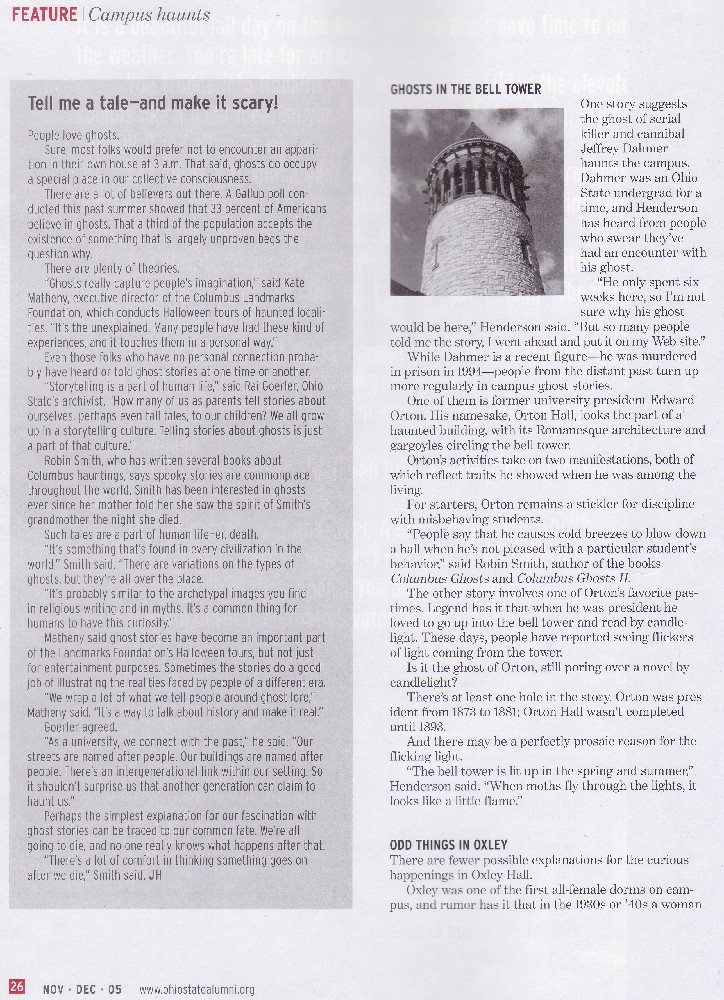 FEATURE | Campus haunts
Tell me a tale—and make it scary!
People love ghosts.
Sure, most folks would prefer not to encounter an appari-
tion in their own house at 3 a.m. That said, ghosts do occupy
a special place in our collective consciousness.
There are a lot of believers out there. A Gallup poll con-
ducted this past summer showed that 33 percent of Americans
believe in ghosts. That a third of the population accepts the
existence of something that is largely unproven begs the
question why.
There are plenty of theories.
"Ghosts really capture people's imagination," said Kate
Matheny, executive director of the Columbus Landmarks
Foundation, which conducts Halloween tours of haunted locali-
ties. "It's the unexplained. Many people have had these kind of
experiences, and it touches them in a personal way."
Even those folks who have no personal connection proba-
bly have heard or told ghost stories at one time or another.
"Storytelling is a part of human life," said Rai Goerler, Ohio
State's archivist. "How many of us as parents tell stories about
ourselves, perhaps even tall tales, to our children? We all grow
up in a storytelling culture. Telling stories about ghosts is just
a part of that culture."
Robin Smith, who has written several books about
Columbus hauntings, says spooky stories are commonplace
throughout the world. Smith has been interested in ghosts
ever since her mother told her she saw the spirit of Smith's
grandmother the night she died.
Such tales are a part of human life—er, death.
"It's something that's found in every civilization in the
world," Smith said. "There are variations on the types of
ghosts, but they're all over the place.
"It's probably similar to the archetypal images you find
in religious writing and in myths. It's a common thing for
humans to have this curiosity."
Matheny said ghost stories have become an important part
of the Landmarks Foundation's Halloween tours, but not just
for entertainment purposes. Sometimes the stories do a good
job of illustrating the realities faced by people of a different era.
"We wrap a lot of what we tell people around ghost lore,"
Matheny said. "It's a way to talk about history and make it real."
Goerler agreed.
"As a university, we connect with the past," he said. "Our
streets are named after people. Our buildings are named after
people. There's an intergenerational link within our setting. So
it shouldn't surprise us that another generation can claim to
haunt us."
Perhaps the simplest explanation for our fascination with
ghost stories can be traced to our common fate. We're all
going to die, and no one really knows what happens after that.
"There's a lot of comfort in thinking something goes on
after we die," Smith said. JH
GHOSTS IN THE BELL TOWER
One story suggests
the ghost of serial
killer and cannibal
Jeffrey Dahmer
haunts the campus.
Dahmer was an Ohio
State undergrad for a
time, and Henderson
has heard from people
who swear they've
had an encounter with
his ghost.
"He only spent six
weeks here, so I'm not
sure why his ghost
would be here," Henderson said. "But so many people
told me the story, I went ahead and put it on my Web site."
While Dahmer is a recent figure—he was murdered
in prison in 1994—people from the distant past turn up
more regularly in campus ghost stories.
One of them is former university president Edward
Orton. His namesake, Orton Hall, looks the part of a
haunted building, with its Romanesque architecture and
gargoyles circling the bell tower.
Orton's activities take on two manifestations, both of
which reflect traits he showed when he was among the
living.
For starters, Orton remains a stickler for discipline
with misbehaving students.
"People say that he causes cold breezes to blow down
a hall when he's not pleased with a particular student's
behavior," said Robin Smith, author of the books
Columbus Ghosts and Columbus Ghosts II.
The other story involves one of Orton's favorite pas-
times. Legend has it that when he was president he
loved to go up into the bell tower and read by candle-
light. These days, people have reported seeing flickers
of light coming from the tower.
Is it the ghost of Orton, still poring over a novel by
candlelight?
There's at least one hole in the story. Orton was pres-
ident from 1873 to 1881; Orton Hall wasn't completed
until 1893.
And there may be a perfectly prosaic reason for the
flicking light.
"The bell tower is lit up in the spring and summer,"
Henderson said. "When moths fly through the lights, it
looks like a little flame."
ODD THINGS IN OXLEY
There are fewer possible explanations for the curious
happenings in Oxley Hall.
Oxley was one of the first all-female dorms on cam-
pus, and rumor has it that in the 1930s or '40s a woman
26 NOV · DEC · 05 www.ohiostatealumni.org